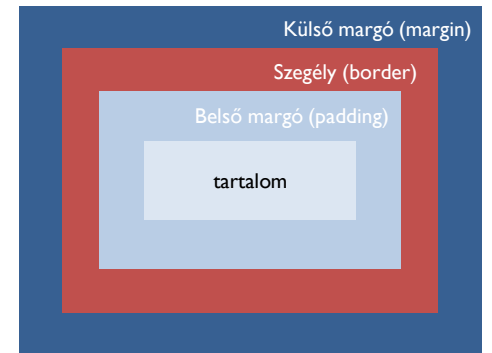 Külső margó (margin)
Szegély (border)
Belső margó (padding)
tartalom